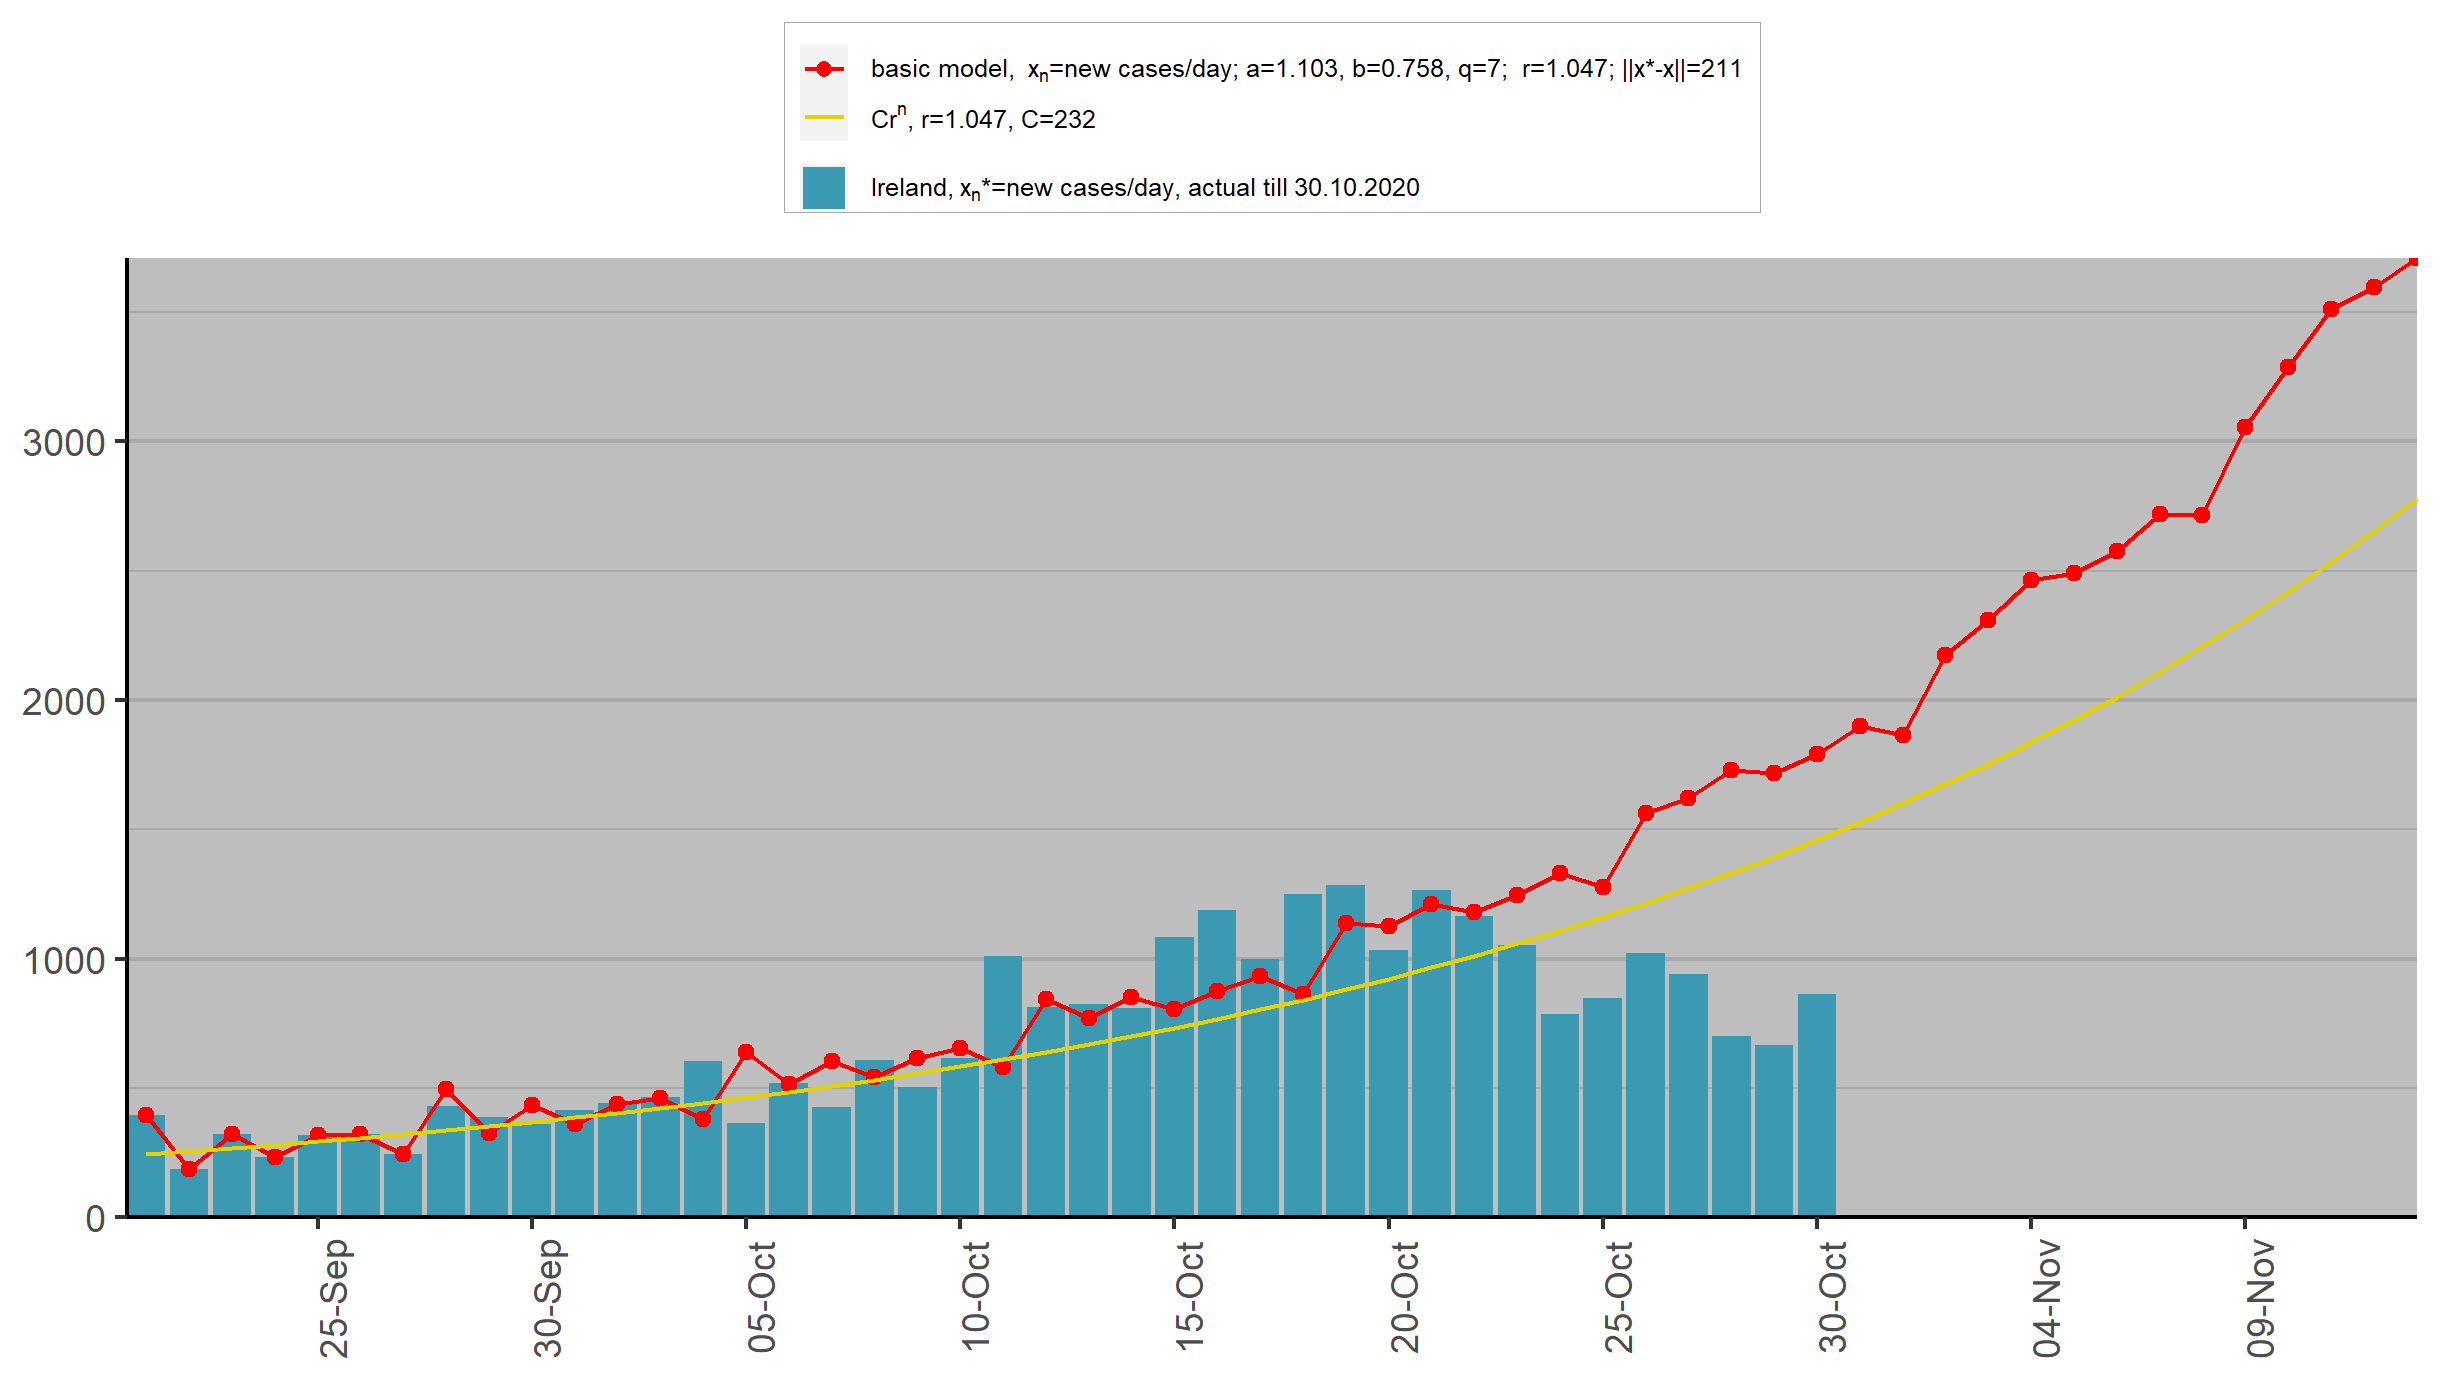 basic model, xₙ=new cases/day; a=1.103, b=0.758, q=7; r=1.047; ||x*-x||=211
Crⁿ, r=1.047, C=232
Ireland, xₙ*=new cases/day, actual till 30.10.2020
3000
2000
1000
0
25-Sep
30-Sep
05-Oct
10-Oct
15-Oct
20-Oct
25-Oct
30-Oct
04-Nov
09-Nov